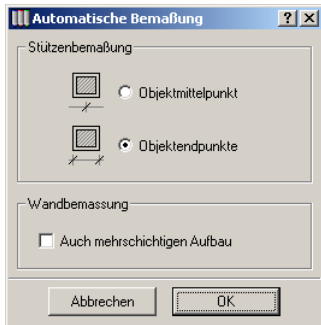 Automatische Bemaßung
Stützenbemaßung
Objektmittelpunkt
Objektendpunkte
Wandbemassung
Auch mehrschichtigen Aufbau
Abbrechen
OK